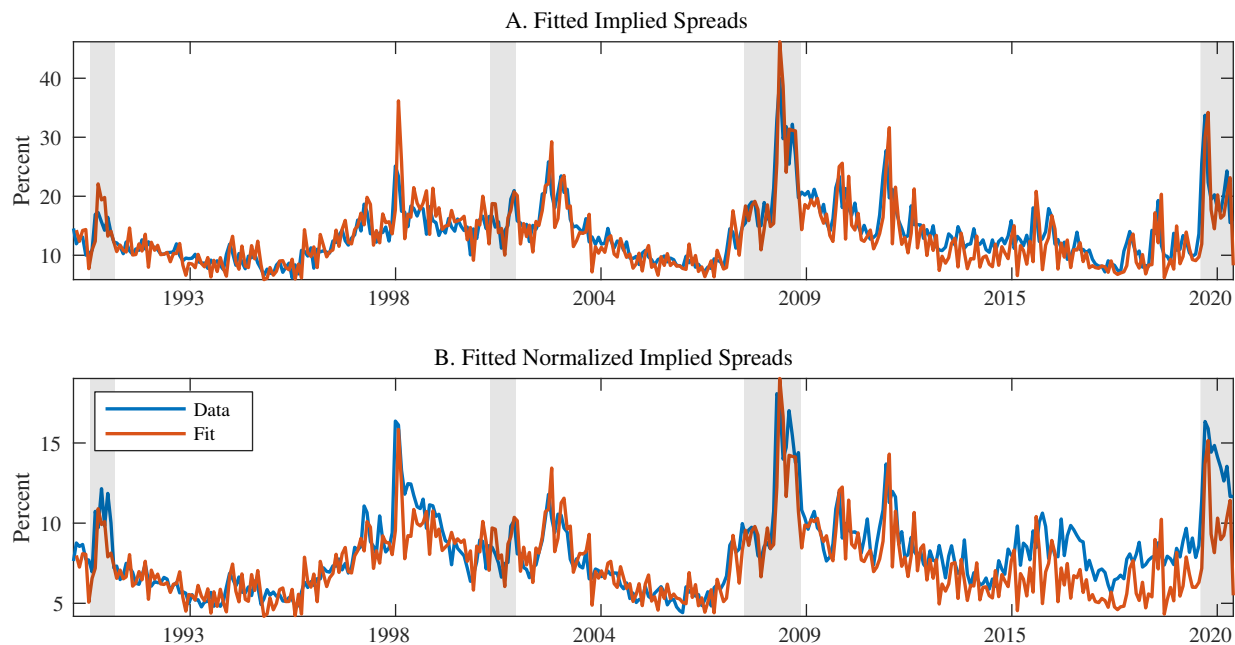 A. Fitted Implied Spreads
Percent
40
30
20
10
1993 1998 2004 2009 2015 2020
B. Fitted Normalized Implied Spreads
Percent
15
10
5
Data
Fit
1993 1998 2004 2009 2015 2020